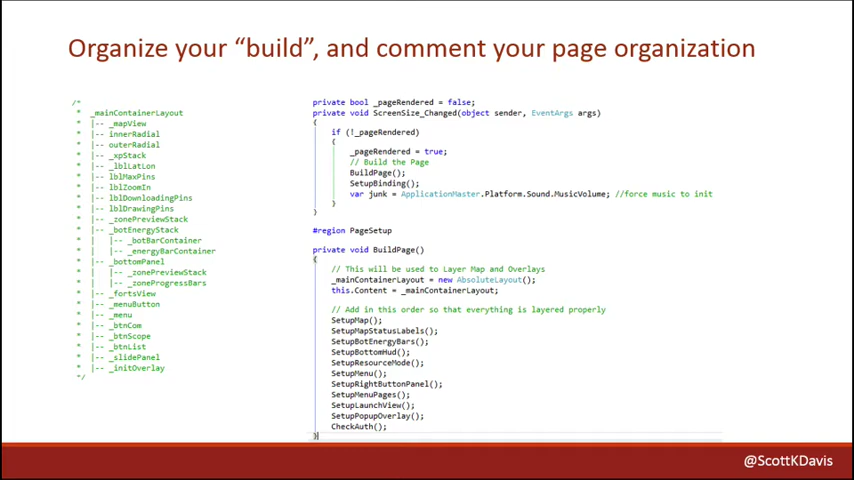 Organize your “build”, and comment your page organization
/*
* _mainContainerLayout
* |-- _mapView
* |-- innerRadial
* |-- outerRadial
* |-- _xpStack
* |-- _lblLatLon
* |-- lblMaxPins
* |-- lblZoomIn
* |-- lblDownloadingPins
* |-- lblDrawingPins
* |-- _zonePreviewStack
* |-- _botEnergyStack
* | |-- _botBarContainer
* | |-- _energyBarContainer
* |-- _bottomPanel
* | |-- _zonePreviewStack
* | |-- _zoneProgressBars
* |-- _fortsView
* |-- _menuButton
* |-- _menu
* |-- _btnCom
* |-- _btnScope
* |-- _btnList
* |-- _slidePanel
* |-- _initOverlay
*/
private bool _pageRendered = false;
private void ScreenSize_Changed(object sender, EventArgs args)
{
if (!_pageRendered)
{
_pageRendered = true;
// Build the Page
BuildPage();
SetupBinding();
var junk = ApplicationMaster.Platform.Sound.MusicVolume; //force music to init
}
}
#region PageSetup
private void BuildPage()
{
// This will be used to Layer Map and Overlays
_mainContainerLayout = new AbsoluteLayout();
this.Content = _mainContainerLayout;
// Add in this order so that everything is layered properly
SetupMap();
SetupMapStatusLabels();
SetupBotEnergyBars();
SetupBottomHud();
SetupResourceMode();
SetupMenu();
SetupRightButtonPanel();
SetupMenuPages();
SetupLaunchView();
SetupPopupOverlay();
CheckAuth();
}
@ScottKDavis